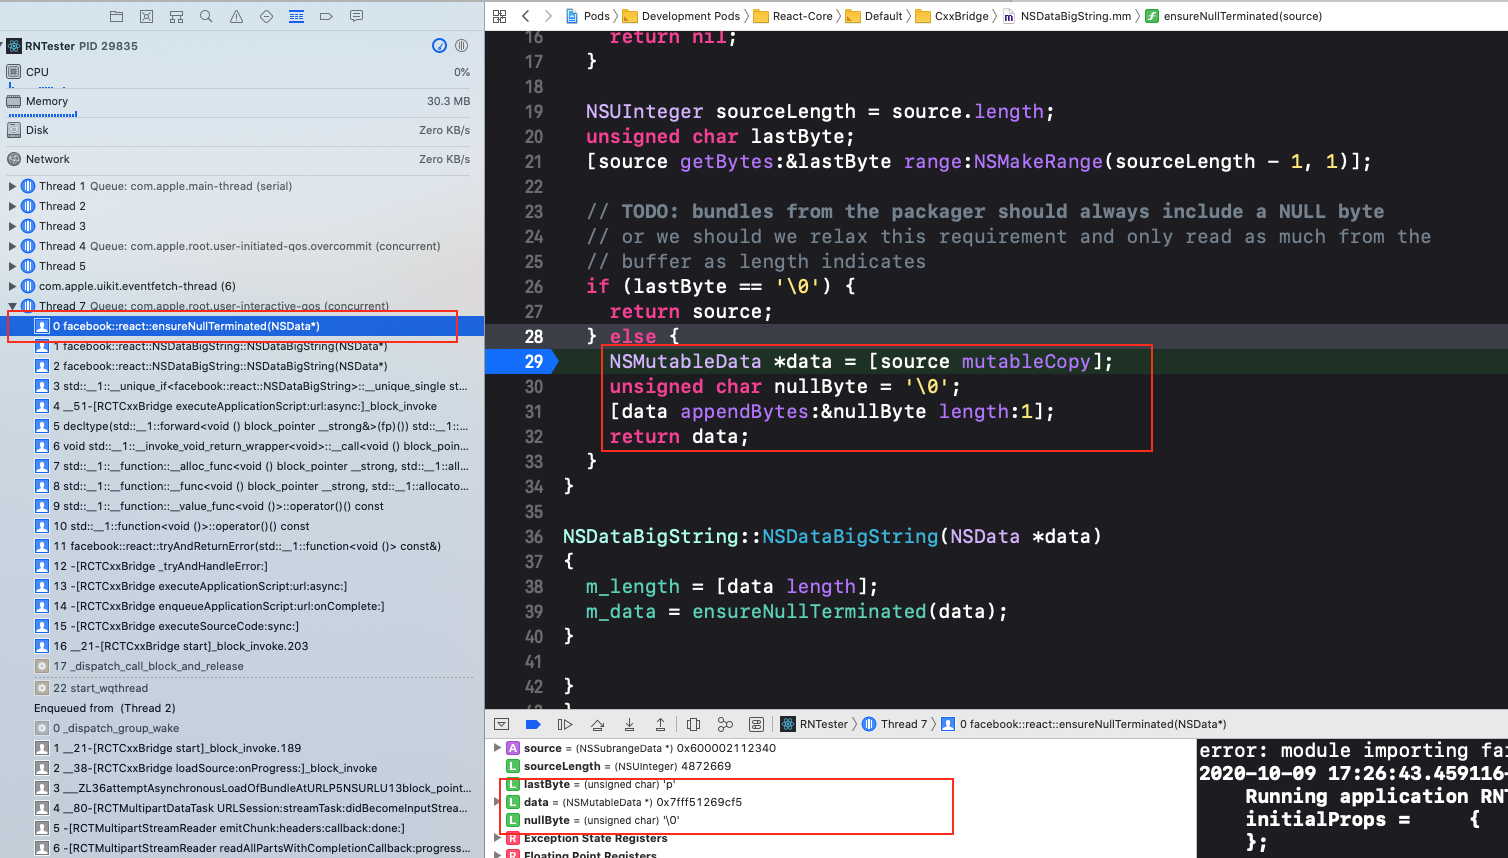 RNTester PID 29835
CPU 0%
Memory 30.3 MB
Disk Zero KB/s
Network Zero KB/s
Thread 1 Queue: com.apple.main-thread (serial)
Thread 2
Thread 3
Thread 4 Queue: com.apple.root.user-initiated-qos.overcommit (concurrent)
Thread 5
com.apple.uikit.eventfetch-thread (6)
Thread 7 Queue: com.apple.root.user-interactive-qos (concurrent)
0 facebook::react::ensureNullTerminated(NSData*)
1 facebook::react::NSDataBigString::NSDataBigString(NSData*)
2 facebook::react::NSDataBigString::NSDataBigString(NSData*)
3 std::__1::__unique_if<facebook::react::NSDataBigString>::__unique_single st...
4 __51-[RCTCxxBridge executeApplicationScript:url:async:]_block_invoke
5 decltype(std::__1::forward<void () block_pointer __strong&>(fp)()) std::__1::...
6 void std::__1::__invoke_void_return_wrapper<void>::__call<void () block_poin...
7 std::__1::__function::__alloc_func<void () block_pointer __strong, std::__1::all...
8 std::__1::__function::__func<void () block_pointer __strong, std::__1::allocato...
9 std::__1::__function::__value_func<void ()>::operator()() const
10 std::__1::function<void ()>::operator()() const
11 facebook::react::tryAndReturnError(std::__1::function<void ()> const&)
12 -[RCTCxxBridge _tryAndHandleError:]
13 -[RCTCxxBridge executeApplicationScript:url:async:]
14 -[RCTCxxBridge enqueueApplicationScript:url:onComplete:]
15 -[RCTCxxBridge executeSourceCode:sync:]
16 __21-[RCTCxxBridge start]_block_invoke.203
17 _dispatch_call_block_and_release
22 start_wqthread
Enqueued from (Thread 2)
0 _dispatch_group_wake
1 __21-[RCTCxxBridge start]_block_invoke.189
2 __38-[RCTCxxBridge loadSource:onProgress:]_block_invoke
3 ___ZL36attemptAsynchronousLoadOfBundleAtURLP5NSURLU13block_point...
4 __80-[RCTMultipartDataTask URLSession:streamTask:didBecomeInputStrea...
5 -[RCTMultipartStreamReader emitChunk:headers:callback:done:]
6 -[RCTMultipartStreamReader readAllPartsWithCompletionCallback:progress...
Pods Development Pods React-Core Default CxxBridge NSDataBigString.mm ensureNullTerminated(source)
16 return nil;
17 }
18
19 NSUInteger sourceLength = source.length;
20 unsigned char lastByte;
21 [source getBytes:&lastByte range:NSMakeRange(sourceLength - 1, 1)];
22
23 // TODO: bundles from the packager should always include a NULL byte
24 // or we should we relax this requirement and only read as much from the
25 // buffer as length indicates
26 if (lastByte == '\0') {
27 return source;
28 } else {
29 NSMutableData *data = [source mutableCopy];
30 unsigned char nullByte = '\0';
31 [data appendBytes:&nullByte length:1];
32 return data;
33 }
34 }
35
36 NSDataBigString::NSDataBigString(NSData *data)
37 {
38 m_length = [data length];
39 m_data = ensureNullTerminated(data);
40 }
41
42 }
43 }
RNTester Thread 7 0 facebook::react::ensureNullTerminated(NSData*)
A source = (NSSubrangeData *) 0x600002112340
L sourceLength = (NSUInteger) 4872669
L lastByte = (unsigned char) 'p'
L data = (NSMutableData *) 0x7fff51269cf5
L nullByte = (unsigned char) '\0'
R Exception State Registers
R Floating Point Registers
error: module importing fai
2020-10-09 17:26:43.459116-
Running application RNT
initialProps = {
};